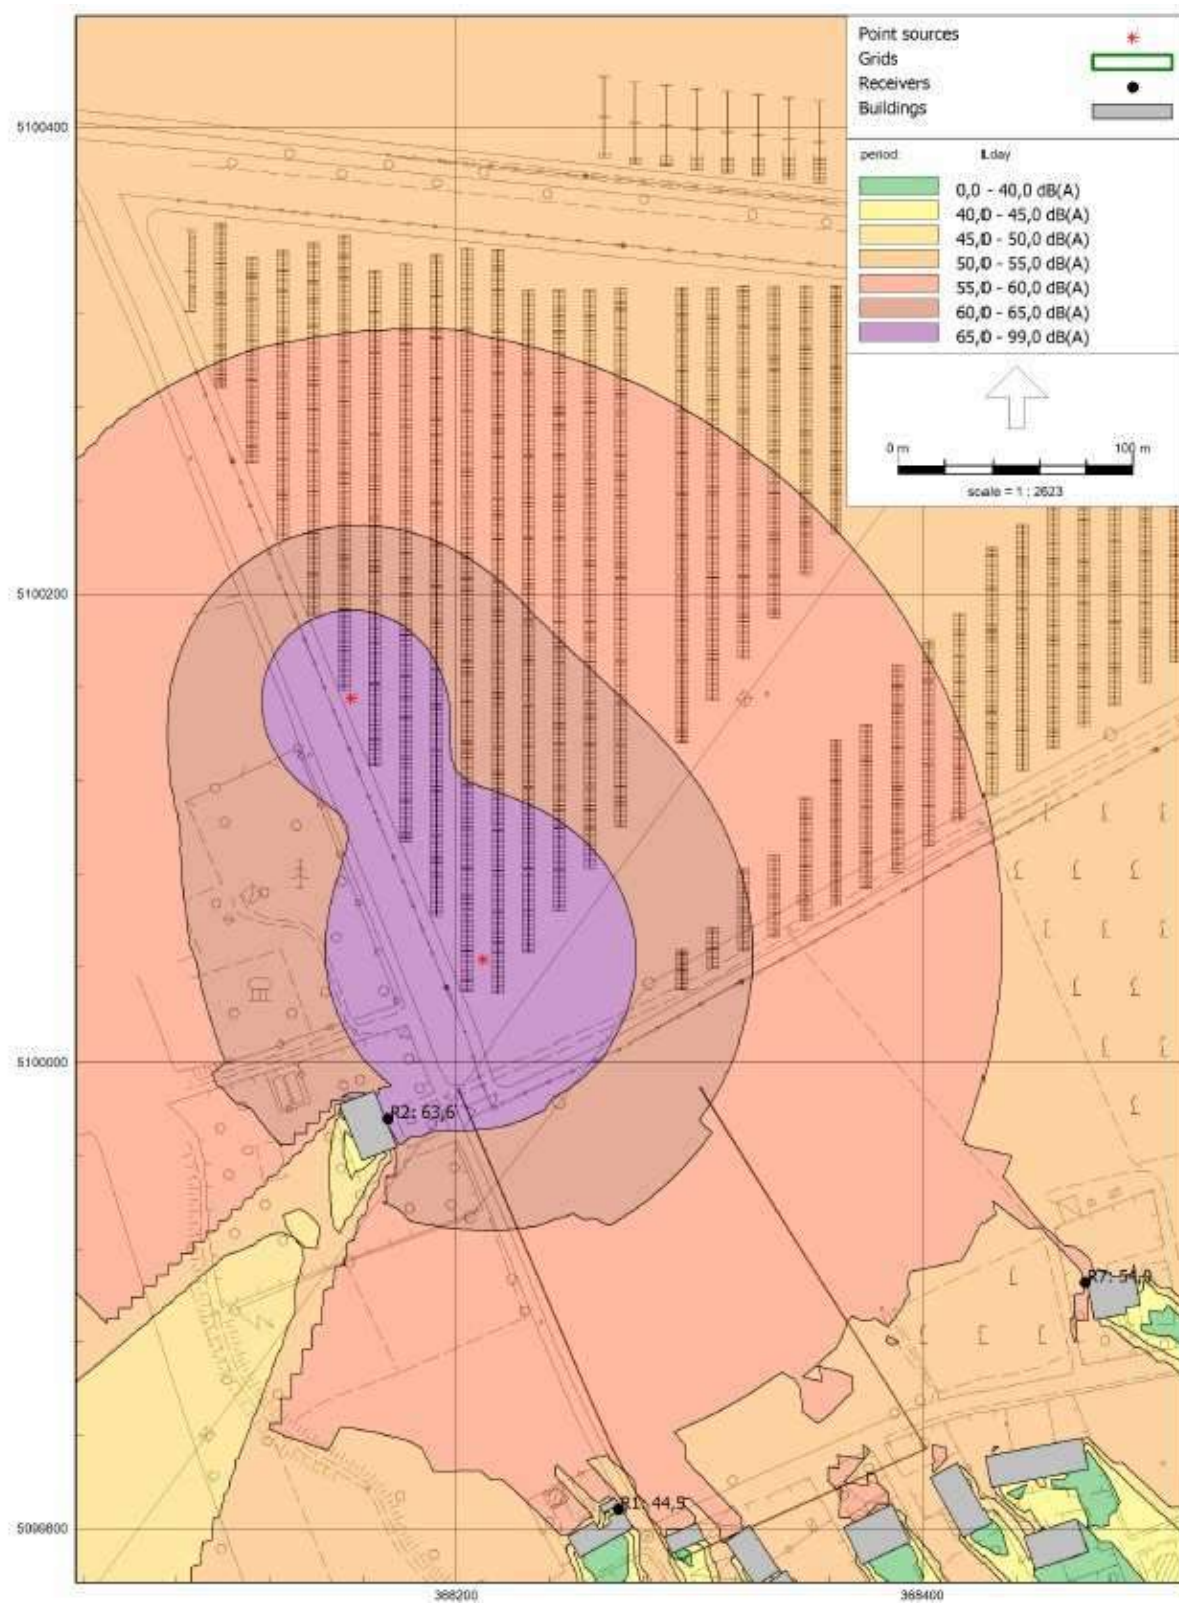 Point sources
Grids
Receivers
Buildings
5100400
period
Lday
0,0 - 40,0 dB(A)
40,0 - 45,0 dB(A)
45,0 - 50,0 dB(A)
50,0 - 55,0 dB(A)
55,0 - 60,0 dB(A)
60,0 - 65,0 dB(A)
65,0 - 99,0 dB(A)
0 m 100 m
scale = 1 : 2623
5100200
5100000
R2: 63,6
R7: 54,0
R1: 44,5
5099800
368200 368400